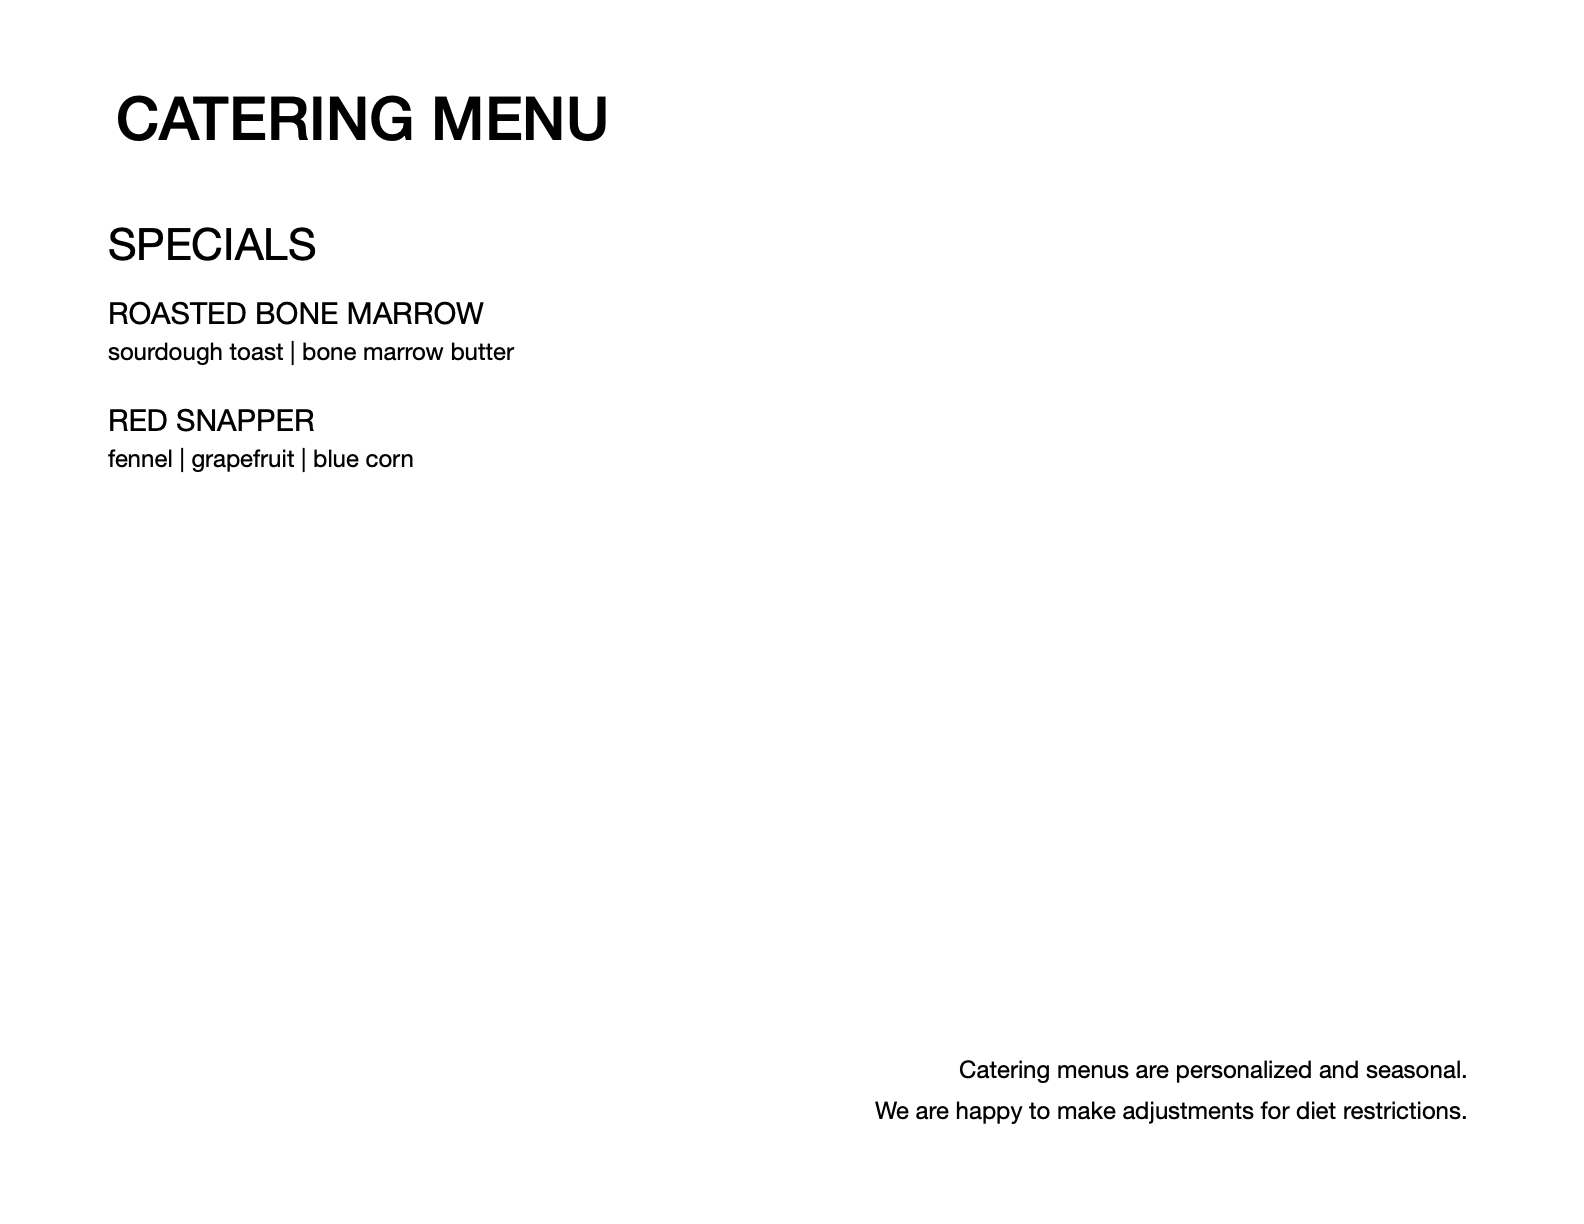 CATERING MENU
SPECIALS
ROASTED BONE MARROW
sourdough toast | bone marrow butter
RED SNAPPER
fennel | grapefruit | blue corn
Catering menus are personalized and seasonal.
We are happy to make adjustments for diet restrictions.